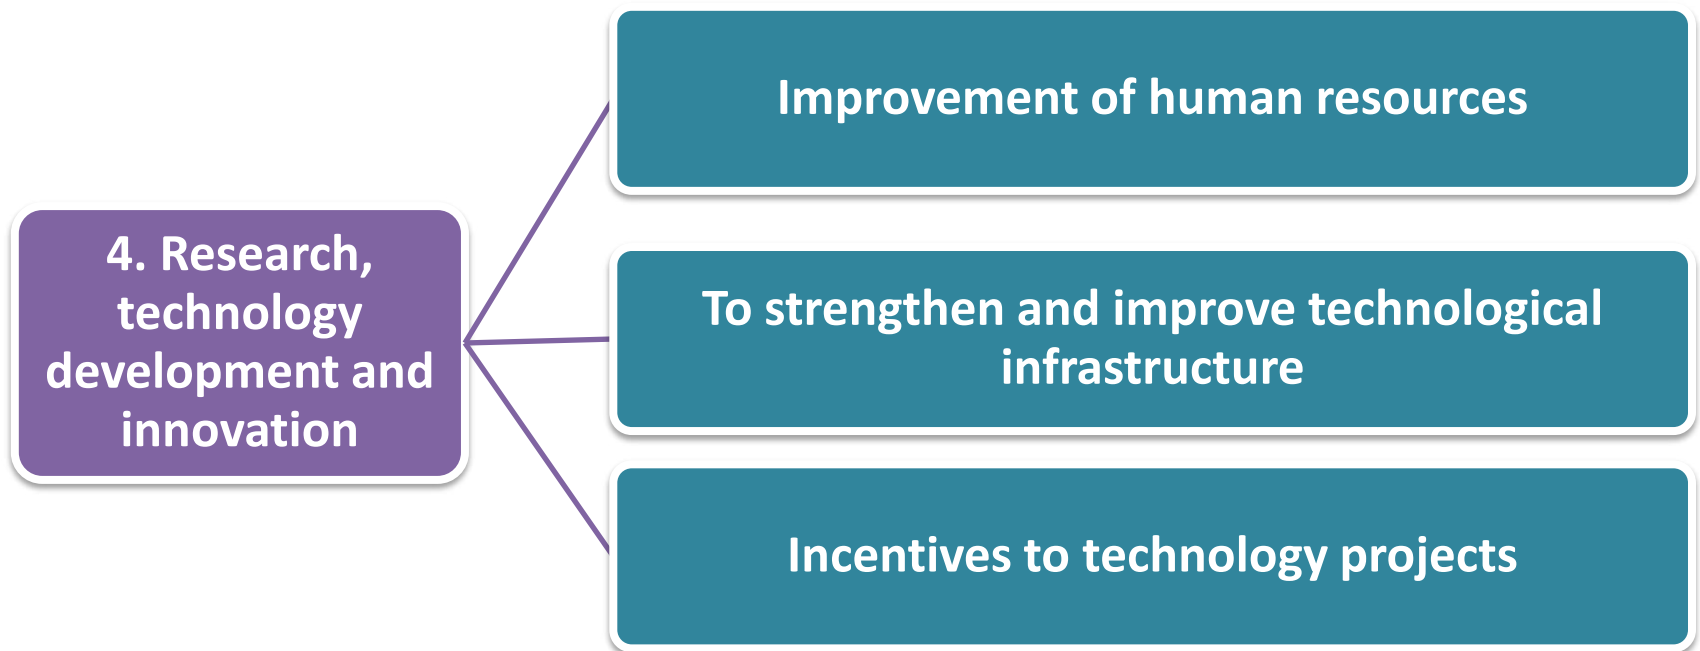 4. Research,
technology
development and
innovation
Improvement of human resources
To strengthen and improve technological
infrastructure
Incentives to technology projects